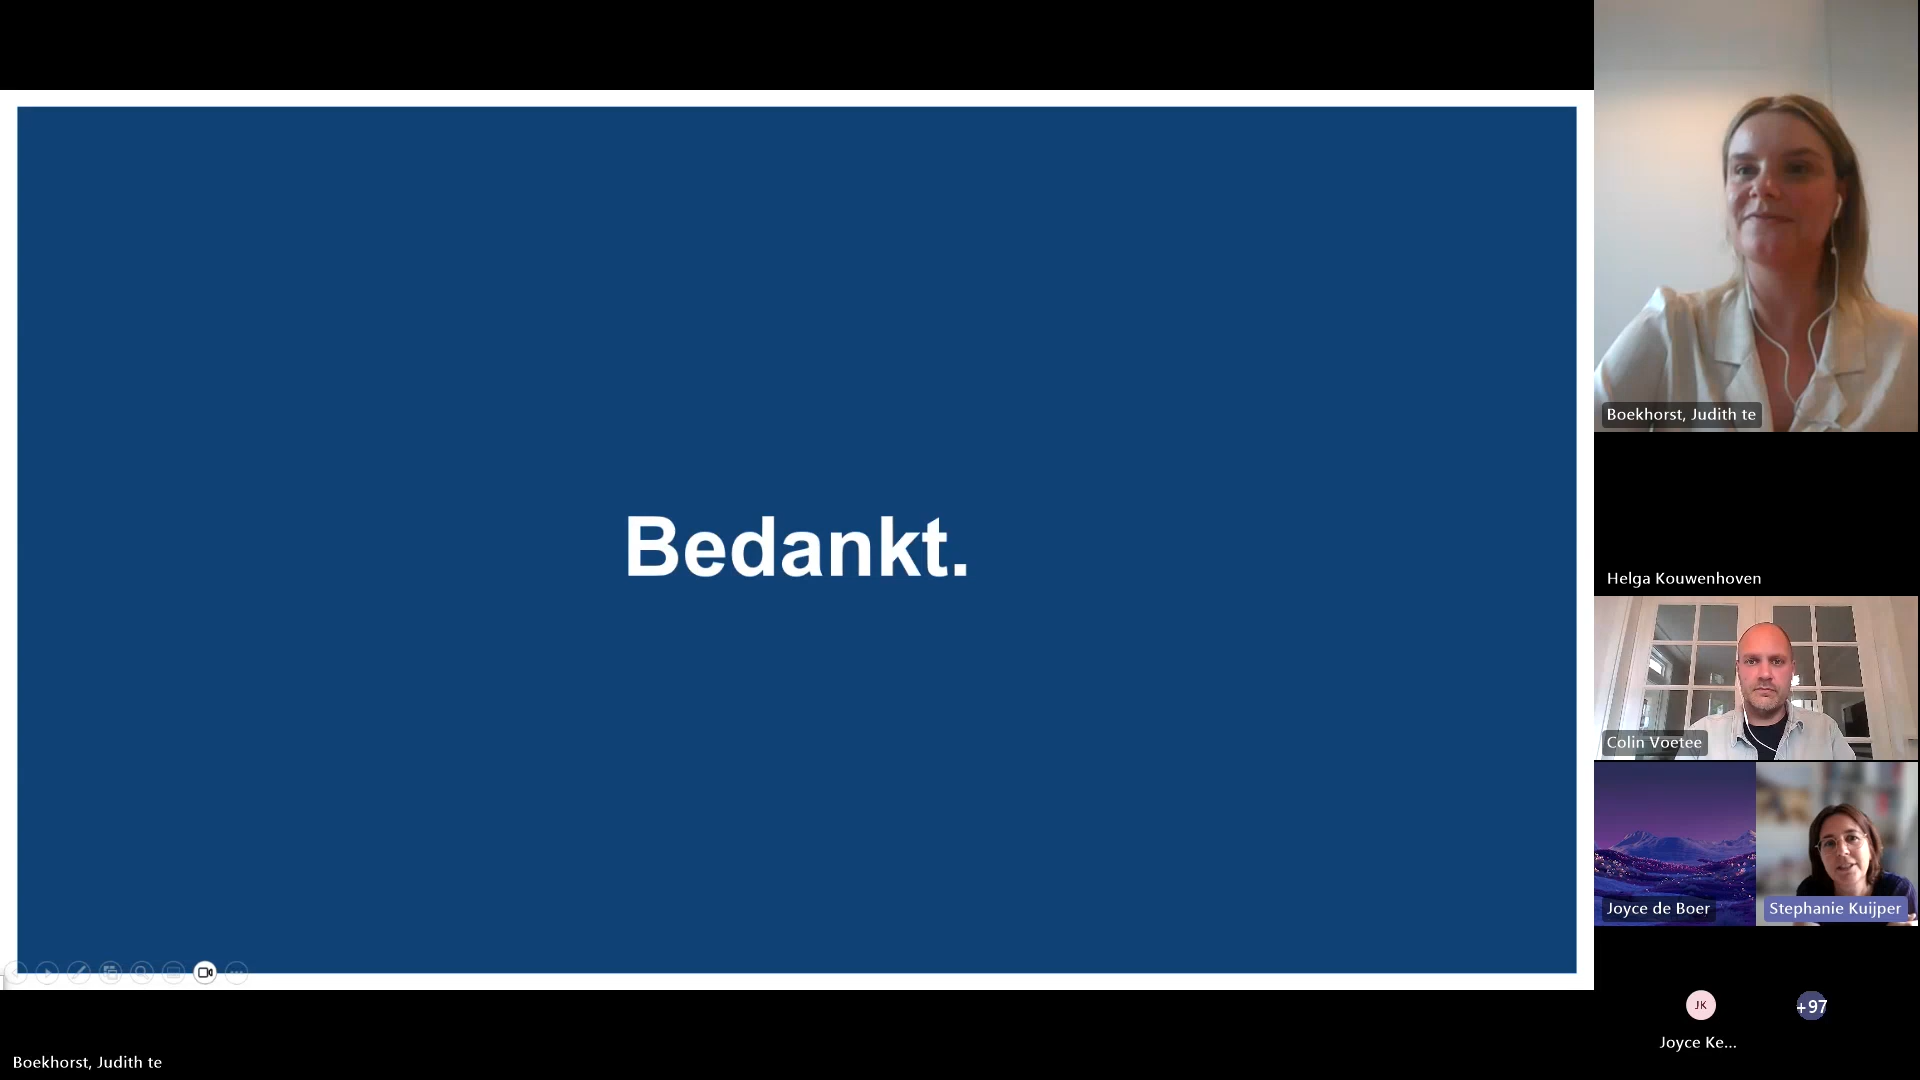 Bedankt.
Boekhorst, Judith te
Helga Kouwenhoven
Colin Voetee
Joyce de Boer
Stephanie Kuijper
JK
+97
Joyce Ke...
Boekhorst, Judith te